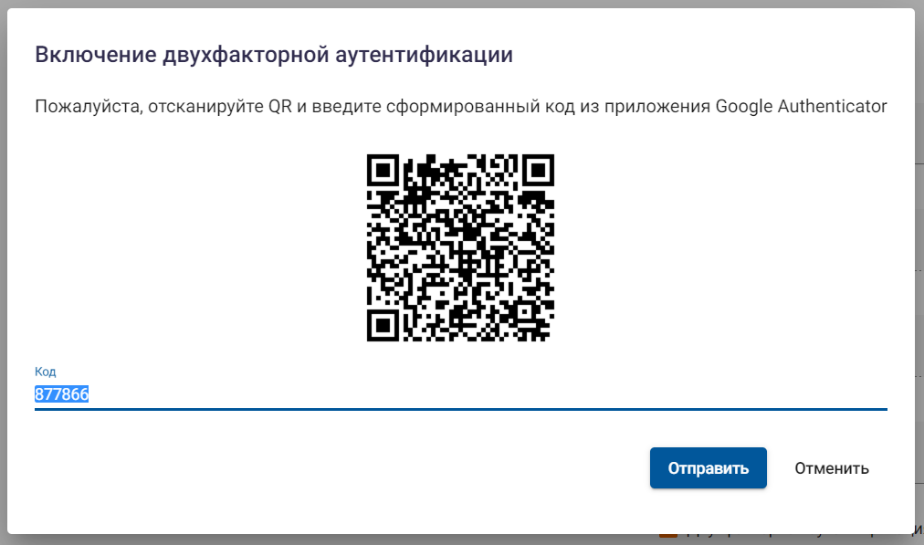 Включение двухфакторной аутентификации
Пожалуйста, отсканируйте QR и введите сформированный код из приложения Google Authenticator
Код
877866
Отправить
Отменить